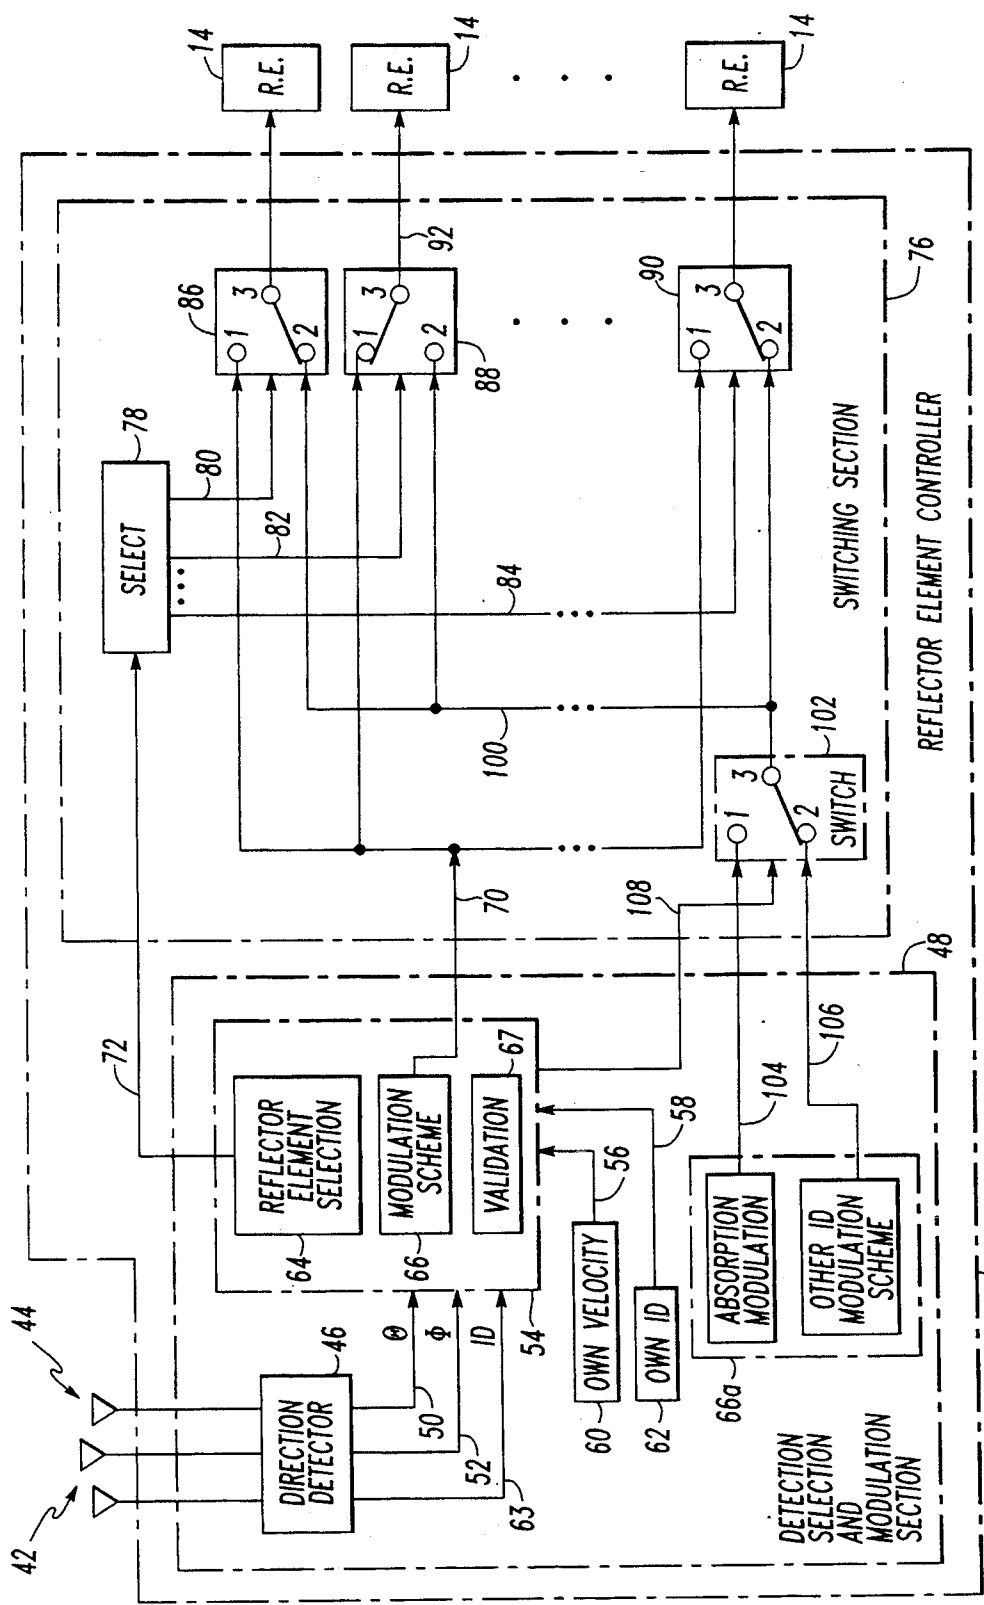 42
44
DIRECTION
DETECTOR
46
Θ
Φ
ID
50
52
63
54
REFLECTOR
ELEMENT
SELECTION
64
MODULATION
SCHEME
66
VALIDATION
67
72
70
OWN VELOCITY
60
56
OWN ID
62
58
66a
ABSORPTION
MODULATION
OTHER ID
MODULATION
SCHEME
104
106
108
48
DETECTION
SELECTION
AND
MODULATION
SECTION
SELECT
78
80
82
84
100
1
3
2
SWITCH
102
86
1
3
2
88
1
3
2
92
90
1
3
2
SWITCHING SECTION
76
REFLECTOR ELEMENT CONTROLLER
R.E.
14
R.E.
14
R.E.
14